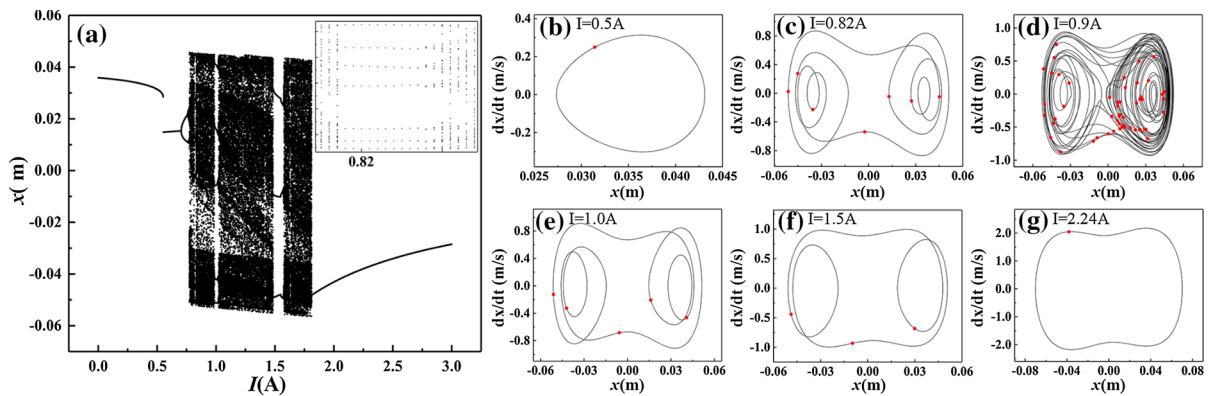 (a)
x( m)
0.06
0.04
0.02
0.00
-0.02
-0.04
-0.06
0.0 0.5 1.0 1.5 2.0 2.5 3.0
I(A)
0.82
(b) I=0.5A
dx/dt (m/s)
0.4
0.2
0.0
-0.2
0.025 0.030 0.035 0.040 0.045
x(m)
(c) I=0.82A
dx/dt (m/s)
0.8
0.4
0.0
-0.4
-0.8
-0.06 -0.03 0.00 0.03 0.06
x(m)
(d) I=0.9A
dx/dt (m/s)
1.0
0.5
0.0
-0.5
-1.0
-0.06 -0.03 0.00 0.03 0.06
x(m)
(e) I=1.0A
dx/dt (m/s)
0.8
0.4
0.0
-0.4
-0.8
-0.06 -0.03 0.00 0.03 0.06
x(m)
(f) I=1.5A
dx/dt (m/s)
1.0
0.5
0.0
-0.5
-1.0
-0.06 -0.03 0.00 0.03 0.06
x(m)
(g) I=2.24A
dx/dt (m/s)
2.0
1.0
0.0
-1.0
-2.0
-0.08 -0.04 0.00 0.04 0.08
x(m)